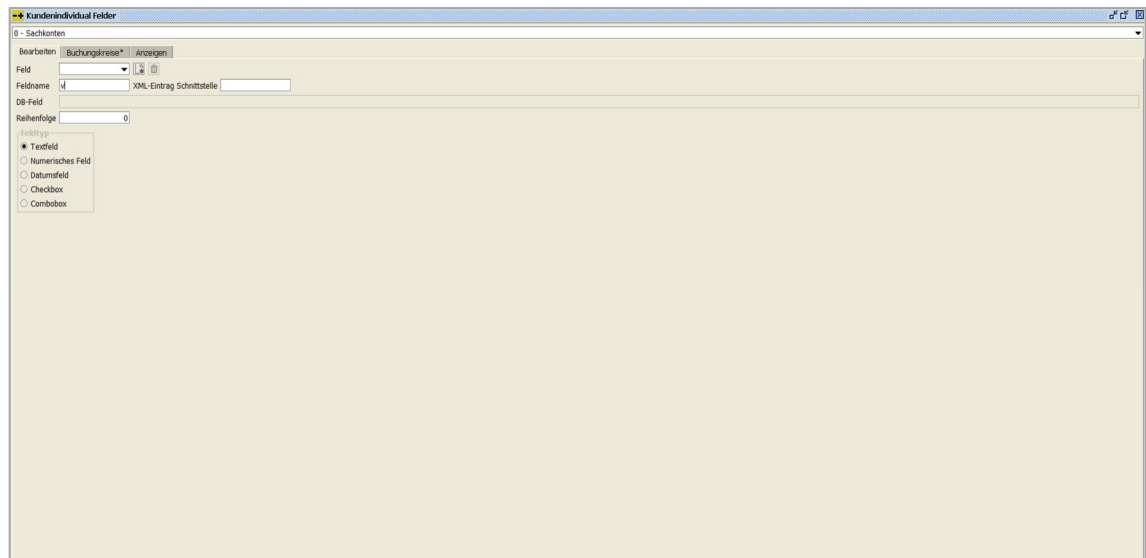 Kundenindividual Felder
0 - Sachkonten
Bearbeiten Buchungskreise* Anzeigen
Feld
Feldname v XML-Eintrag Schnittstelle
DB-Feld
Reihenfolge 0
Feldtyp
Textfeld
Numerisches Feld
Datumsfeld
Checkbox
Combobox